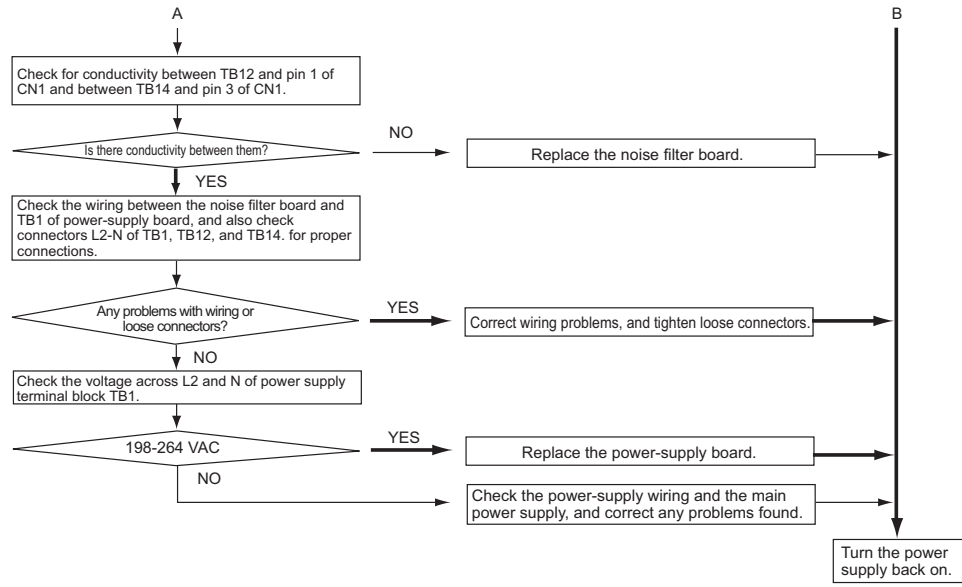 A
B
Check for conductivity between TB12 and pin 1 of
CN1 and between TB14 and pin 3 of CN1.
Is there conductivity between them?
NO
Replace the noise filter board.
YES
Check the wiring between the noise filter board and
TB1 of power-supply board, and also check
connectors L2-N of TB1, TB12, and TB14. for proper
connections.
Any problems with wiring or
loose connectors?
YES
Correct wiring problems, and tighten loose connectors.
NO
Check the voltage across L2 and N of power supply
terminal block TB1.
198-264 VAC
YES
Replace the power-supply board.
NO
Check the power-supply wiring and the main
power supply, and correct any problems found.
Turn the power
supply back on.